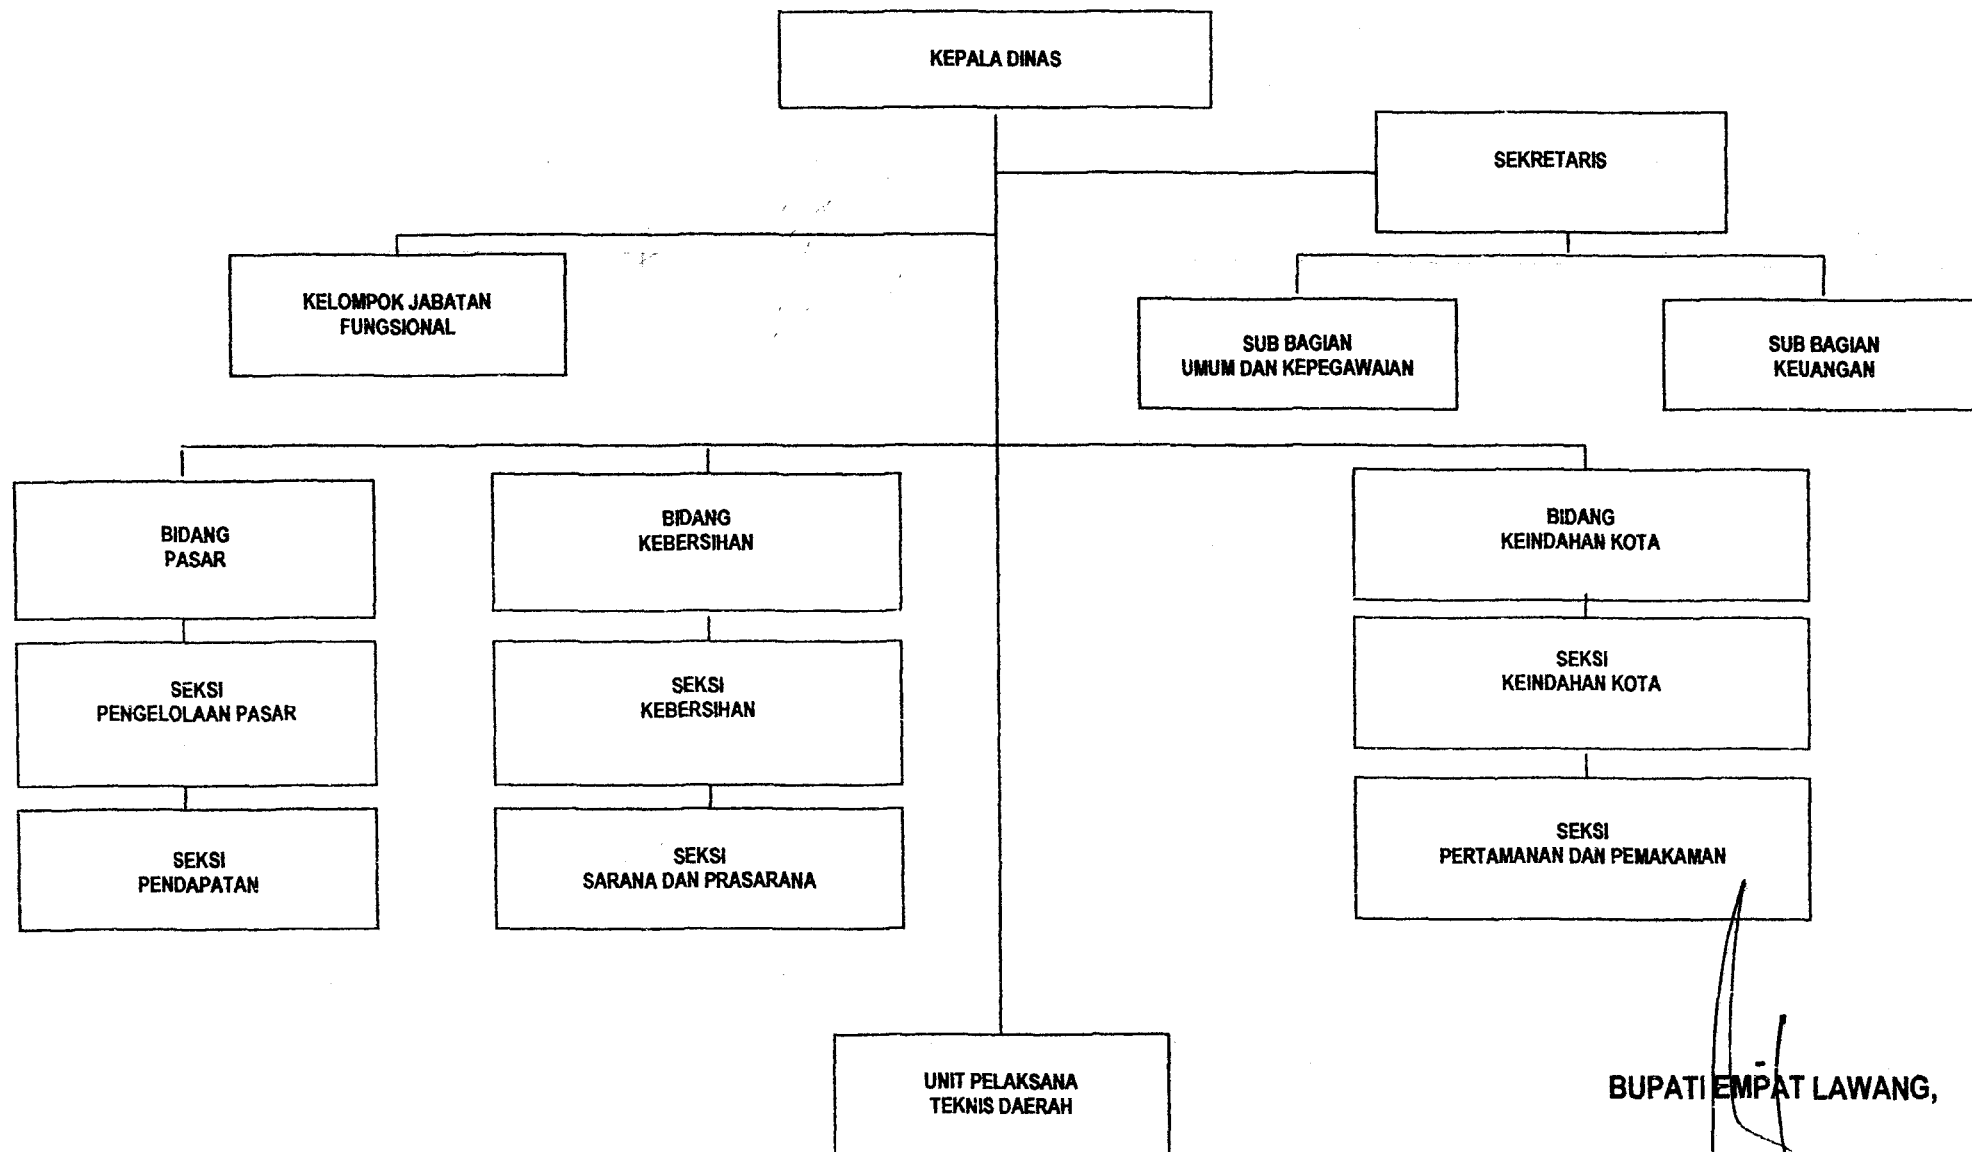 KEPALA DINAS
SEKRETARIS
KELOMPOK JABATAN
FUNGSIONAL
SUB BAGIAN
UMUM DAN KEPEGAWAIAN
SUB BAGIAN
KEUANGAN
BIDANG
PASAR
BIDANG
KEBERSIHAN
BIDANG
KEINDAHAN KOTA
SEKSI
PENGELOLAAN PASAR
SEKSI
KEBERSIHAN
SEKSI
KEINDAHAN KOTA
SEKSI
PENDAPATAN
SEKSI
SARANA DAN PRASARANA
SEKSI
PERTAMANAN DAN PEMAKAMAN
UNIT PELAKSANA
TEKNIS DAERAH
BUPATI EMPAT LAWANG,